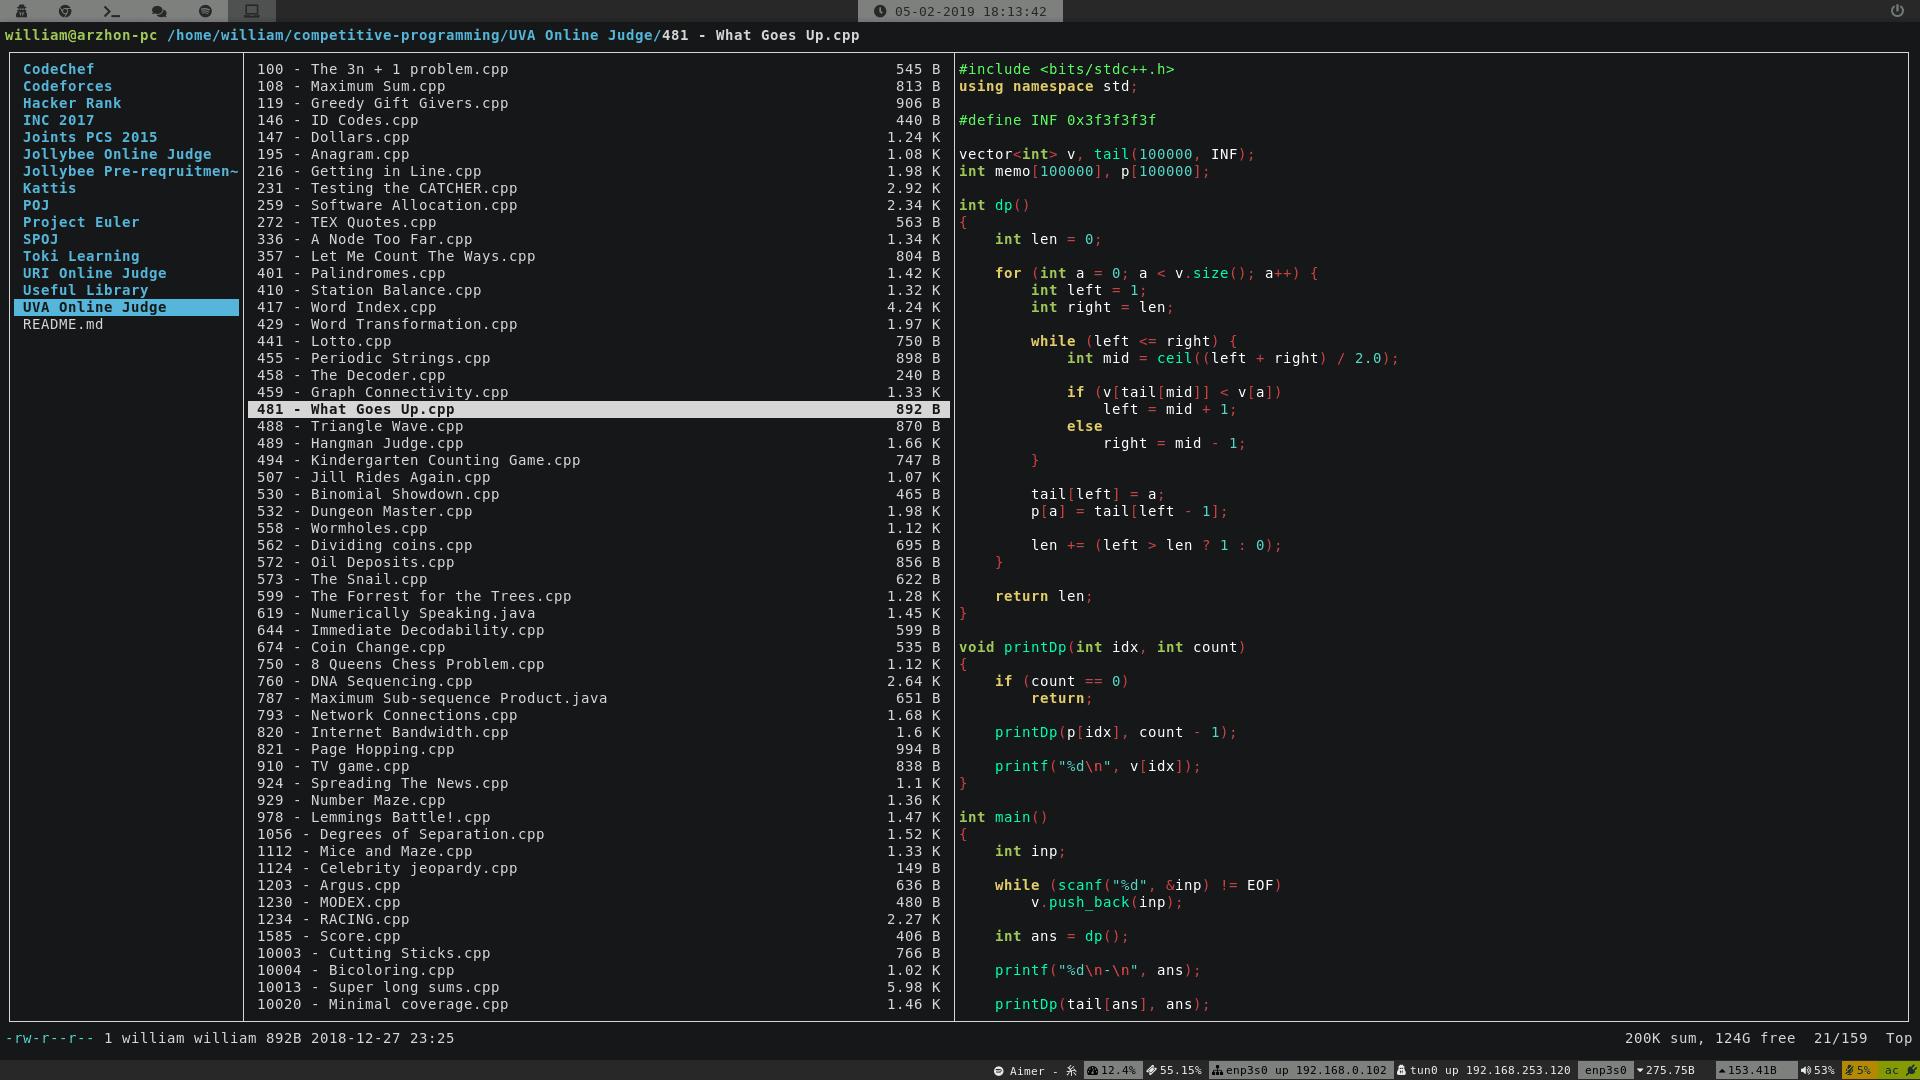 05-02-2019 18:13:42
william@arzhon-pc /home/william/competitive-programming/UVA Online Judge/481 - What Goes Up.cpp
CodeChef
Codeforces
Hacker Rank
INC 2017
Joints PCS 2015
Jollybee Online Judge
Jollybee Pre-reqruitmen~
Kattis
POJ
Project Euler
SPOJ
Toki Learning
URI Online Judge
Useful Library
UVA Online Judge
README.md
100 - The 3n + 1 problem.cpp 545 B
108 - Maximum Sum.cpp 813 B
119 - Greedy Gift Givers.cpp 906 B
146 - ID Codes.cpp 440 B
147 - Dollars.cpp 1.24 K
195 - Anagram.cpp 1.08 K
216 - Getting in Line.cpp 1.98 K
231 - Testing the CATCHER.cpp 2.92 K
259 - Software Allocation.cpp 2.34 K
272 - TEX Quotes.cpp 563 B
336 - A Node Too Far.cpp 1.34 K
357 - Let Me Count The Ways.cpp 804 B
401 - Palindromes.cpp 1.42 K
410 - Station Balance.cpp 1.32 K
417 - Word Index.cpp 4.24 K
429 - Word Transformation.cpp 1.97 K
441 - Lotto.cpp 750 B
455 - Periodic Strings.cpp 898 B
458 - The Decoder.cpp 240 B
459 - Graph Connectivity.cpp 1.33 K
481 - What Goes Up.cpp 892 B
488 - Triangle Wave.cpp 870 B
489 - Hangman Judge.cpp 1.66 K
494 - Kindergarten Counting Game.cpp 747 B
507 - Jill Rides Again.cpp 1.07 K
530 - Binomial Showdown.cpp 465 B
532 - Dungeon Master.cpp 1.98 K
558 - Wormholes.cpp 1.12 K
562 - Dividing coins.cpp 695 B
572 - Oil Deposits.cpp 856 B
573 - The Snail.cpp 622 B
599 - The Forrest for the Trees.cpp 1.28 K
619 - Numerically Speaking.java 1.45 K
644 - Immediate Decodability.cpp 599 B
674 - Coin Change.cpp 535 B
750 - 8 Queens Chess Problem.cpp 1.12 K
760 - DNA Sequencing.cpp 2.64 K
787 - Maximum Sub-sequence Product.java 651 B
793 - Network Connections.cpp 1.68 K
820 - Internet Bandwidth.cpp 1.6 K
821 - Page Hopping.cpp 994 B
910 - TV game.cpp 838 B
924 - Spreading The News.cpp 1.1 K
929 - Number Maze.cpp 1.36 K
978 - Lemmings Battle!.cpp 1.47 K
1056 - Degrees of Separation.cpp 1.52 K
1112 - Mice and Maze.cpp 1.33 K
1124 - Celebrity jeopardy.cpp 149 B
1203 - Argus.cpp 636 B
1230 - MODEX.cpp 480 B
1234 - RACING.cpp 2.27 K
1585 - Score.cpp 406 B
10003 - Cutting Sticks.cpp 766 B
10004 - Bicoloring.cpp 1.02 K
10013 - Super long sums.cpp 5.98 K
10020 - Minimal coverage.cpp 1.46 K
#include <bits/stdc++.h>
using namespace std;
#define INF 0x3f3f3f3f
vector<int> v, tail(100000, INF);
int memo[100000], p[100000];
int dp()
{
int len = 0;
for (int a = 0; a < v.size(); a++) {
int left = 1;
int right = len;
while (left <= right) {
int mid = ceil((left + right) / 2.0);
if (v[tail[mid]] < v[a])
left = mid + 1;
else
right = mid - 1;
}
tail[left] = a;
p[a] = tail[left - 1];
len += (left > len ? 1 : 0);
}
return len;
}
void printDp(int idx, int count)
{
if (count == 0)
return;
printDp(p[idx], count - 1);
printf("%d\n", v[idx]);
}
int main()
{
int inp;
while (scanf("%d", &inp) != EOF)
v.push_back(inp);
int ans = dp();
printf("%d\n-\n", ans);
printDp(tail[ans], ans);
-rw-r--r-- 1 william william 892B 2018-12-27 23:25 200K sum, 124G free 21/159 Top
Aimer - 糸 12.4% 55.15% enp3s0 up 192.168.0.102 tun0 up 192.168.253.120 enp3s0 275.75B 153.41B 53% 5% ac